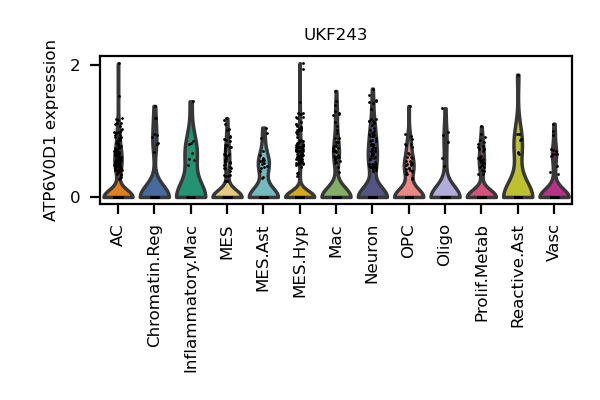 UKF243
ATP6V0D1 expression
2
0
AC
Chromatin.Reg
Inflammatory.Mac
MES
MES.Ast
MES.Hyp
Mac
Neuron
OPC
Oligo
Prolif.Metab
Reactive.Ast
Vasc